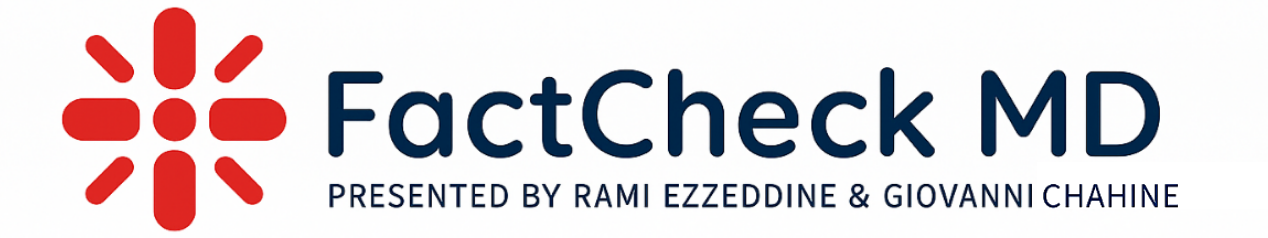 FactCheck MD
PRESENTED BY RAMI EZZEDDINE & GIOVANNI CHAHINE